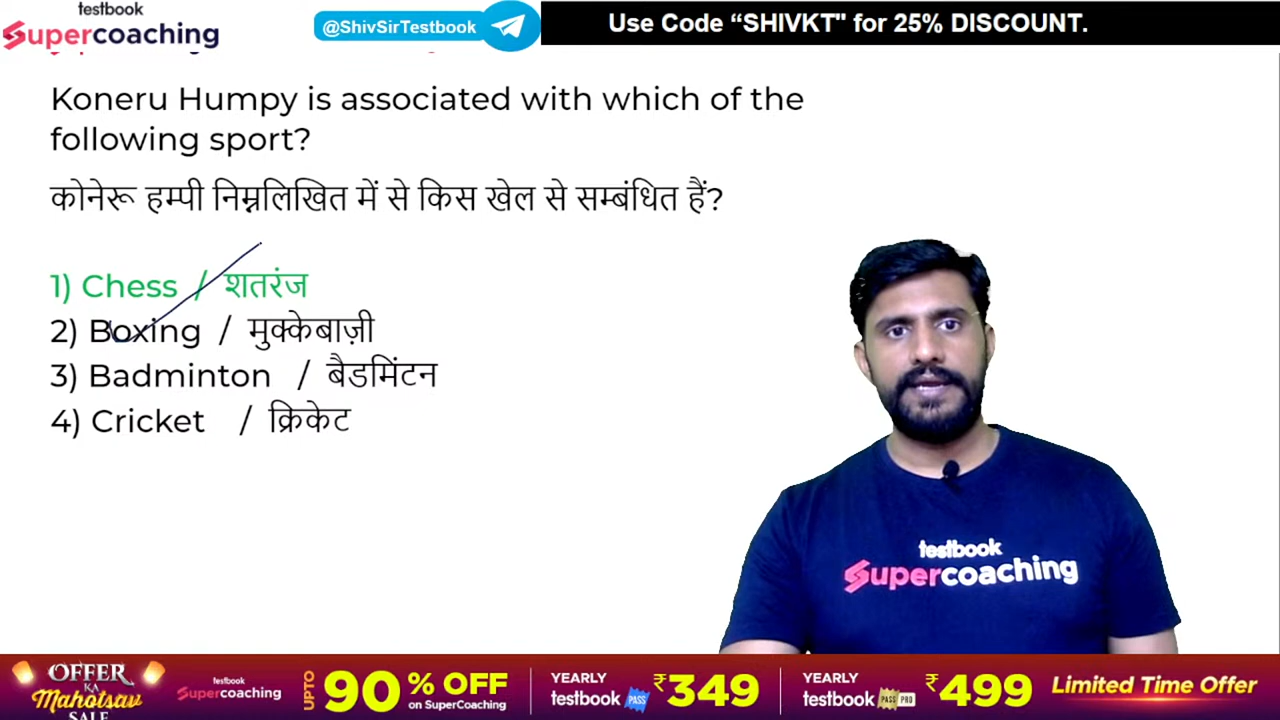 testbook
Supercoaching
@ShivSirTestbook
Use Code “SHIVKT" for 25% DISCOUNT.
Koneru Humpy is associated with which of the
following sport?
कोनेरू हम्पी निम्नलिखित में से किस खेल से सम्बंधित हैं?
1) Chess / शतरंज
2) Boxing / मुक्केबाज़ी
3) Badminton / बैडमिंटन
4) Cricket / क्रिकेट
testbook
Supercoaching
OFFER
KA
Mahotsav
SALE
testbook
Supercoaching
UPTO
90% OFF
on SuperCoaching
YEARLY
testbook PASS
₹349
YEARLY
testbook PASS PRO
₹499
Limited Time Offer